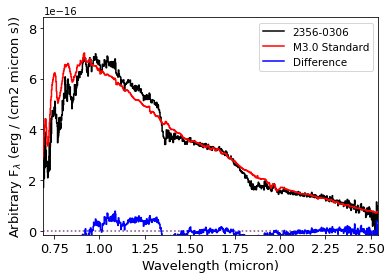 1e−16
2356-0306
M3.0 Standard
Difference
Arbitrary Fλ (erg / (cm2 micron s))
8
6
4
2
0
0.75 1.00 1.25 1.50 1.75 2.00 2.25 2.50
Wavelength (micron)